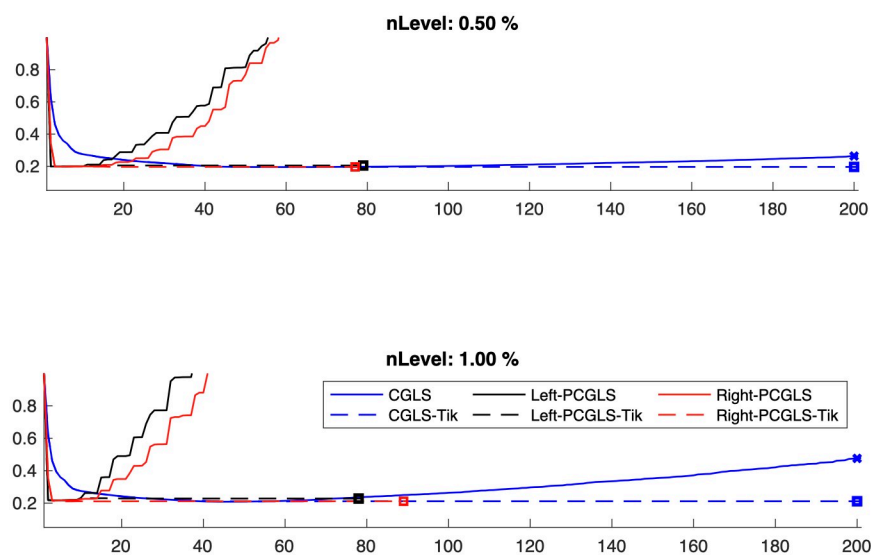 nLevel: 0.50 %
0.8
0.6
0.4
0.2
20 40 60 80 100 120 140 160 180 200
nLevel: 1.00 %
CGLS Left-PCGLS Right-PCGLS
CGLS-Tik Left-PCGLS-Tik Right-PCGLS-Tik
0.8
0.6
0.4
0.2
20 40 60 80 100 120 140 160 180 200